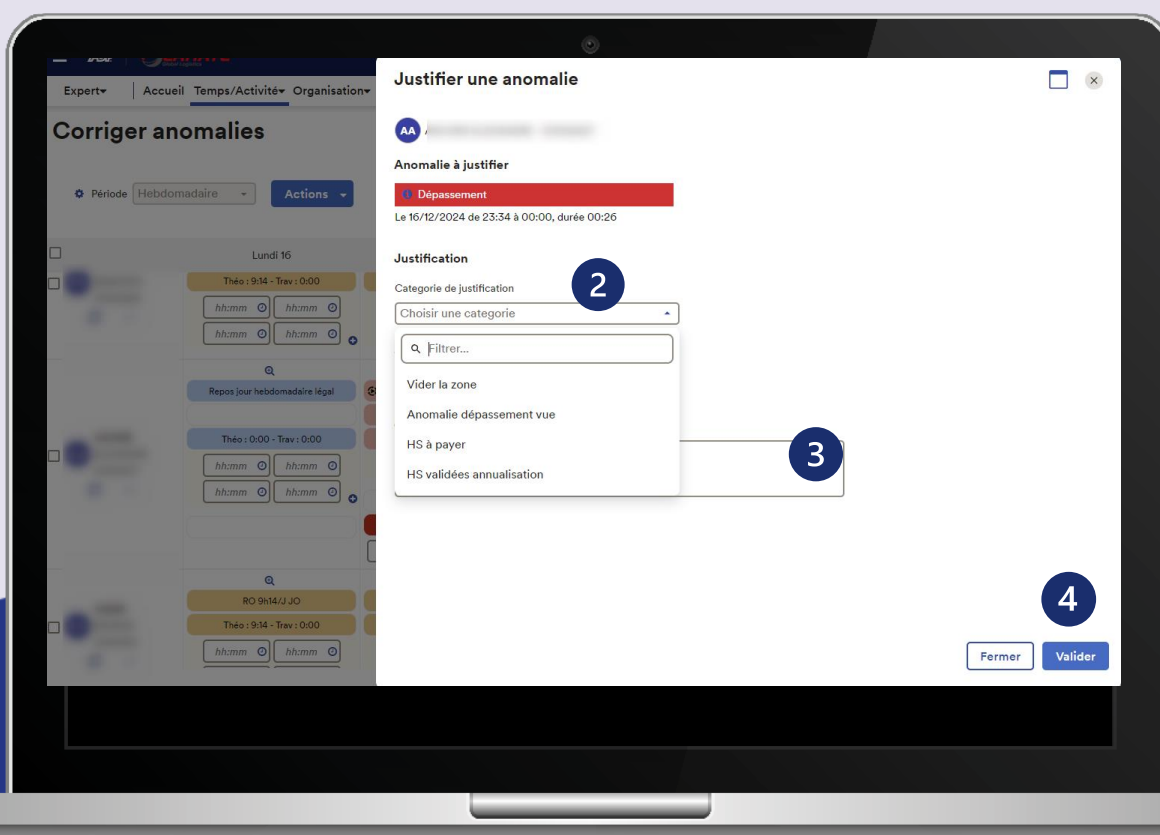 Expert
Accueil
Temps/Activité
Organisation
Corriger anomalies
Période
Hebdomadaire
Actions
Lundi 16
Théo : 9:14 - Trav : 0:00
hh:mm hh:mm
hh:mm hh:mm
Repos jour hebdomadaire légal
Théo : 0:00 - Trav : 0:00
hh:mm hh:mm
hh:mm hh:mm
RO 9h14/J JO
Théo : 9:14 - Trav : 0:00
hh:mm hh:mm
Justifier une anomalie
AA
Anomalie à justifier
Dépassement
Le 16/12/2024 de 23:34 à 00:00, durée 00:26
Justification
2
Categorie de justification
Choisir une categorie
Filtrer...
Vider la zone
Anomalie dépassement vue
HS à payer
HS validées annualisation
3
4
Fermer
Valider